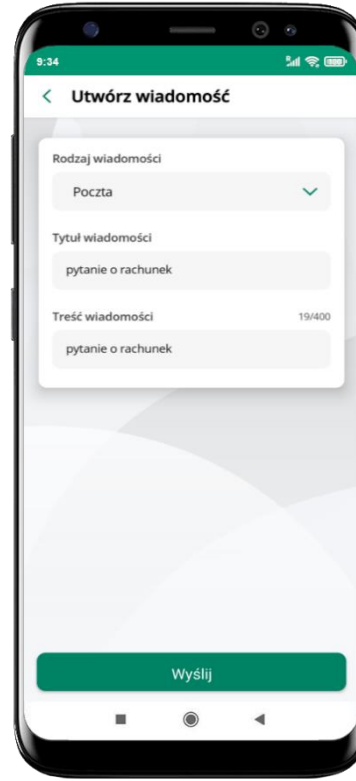 9:34
Utwórz wiadomość
Rodzaj wiadomości
Poczta
Tytuł wiadomości
pytanie o rachunek
Treść wiadomości 19/400
pytanie o rachunek
Wyślij